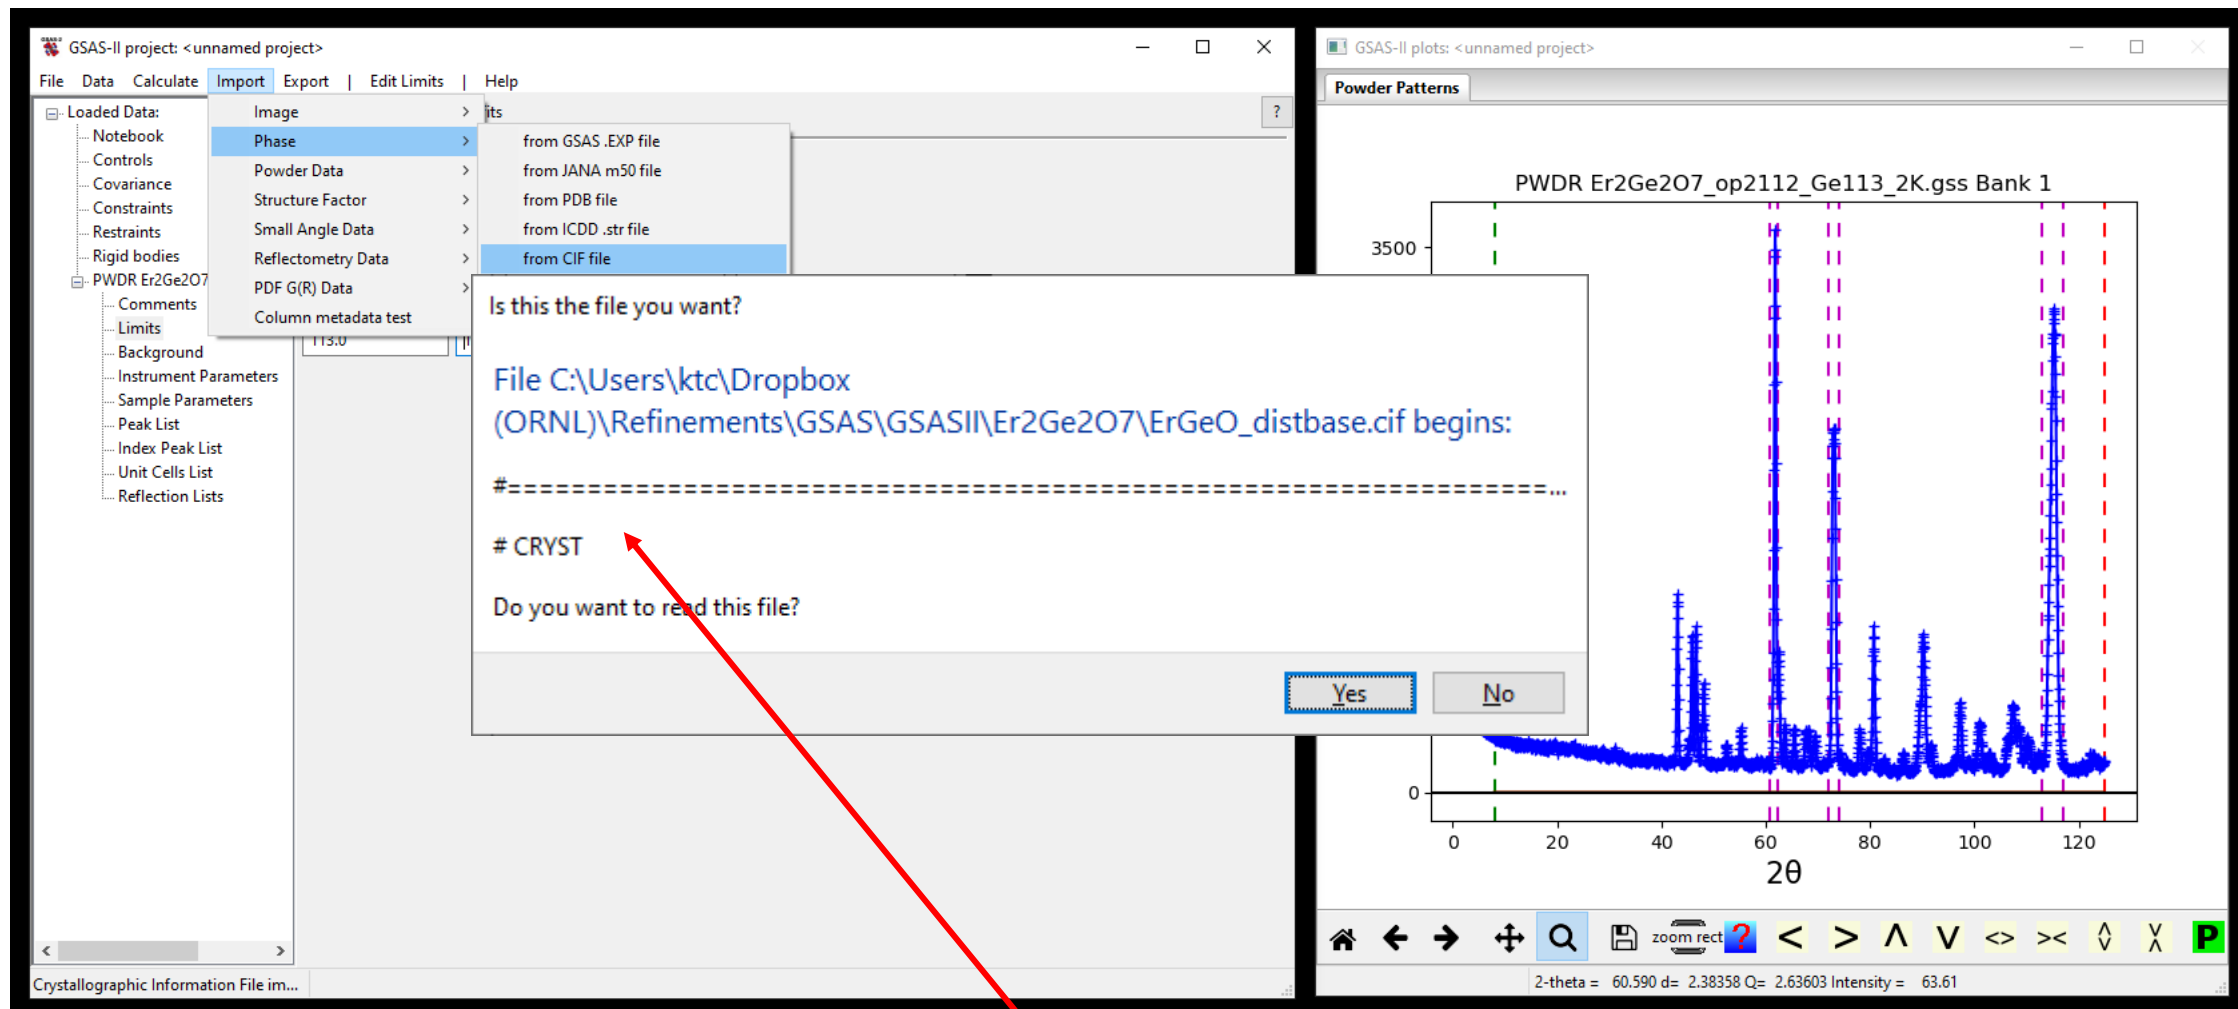 GSAS-II project: <unnamed project>
File Data Calculate Import Export | Edit Limits | Help
Loaded Data:
Notebook
Controls
Covariance
Constraints
Restraints
Rigid bodies
PWDR Er2Ge2O7
Comments
Limits
Background
Instrument Parameters
Sample Parameters
Peak List
Index Peak List
Unit Cells List
Reflection Lists
Image >
Phase >
Powder Data >
Structure Factor >
Small Angle Data >
Reflectometry Data >
PDF G(R) Data >
Column metadata test
its
?
113.0
from GSAS .EXP file
from JANA m50 file
from PDB file
from ICDD .str file
from CIF file
Is this the file you want?
File C:\Users\ktc\Dropbox
(ORNL)\Refinements\GSAS\GSASII\Er2Ge2O7\ErGeO_distbase.cif begins:
#==================================================================...
# CRYST
Do you want to read this file?
Yes No
Crystallographic Information File im...
GSAS-II plots: <unnamed project>
Powder Patterns
PWDR Er2Ge2O7_op2112_Ge113_2K.gss Bank 1
3500
0
0 20 40 60 80 100 120
2θ
zoom rect ? < > Λ V <> >< P
2-theta = 60.590 d= 2.38358 Q= 2.63603 Intensity = 63.61